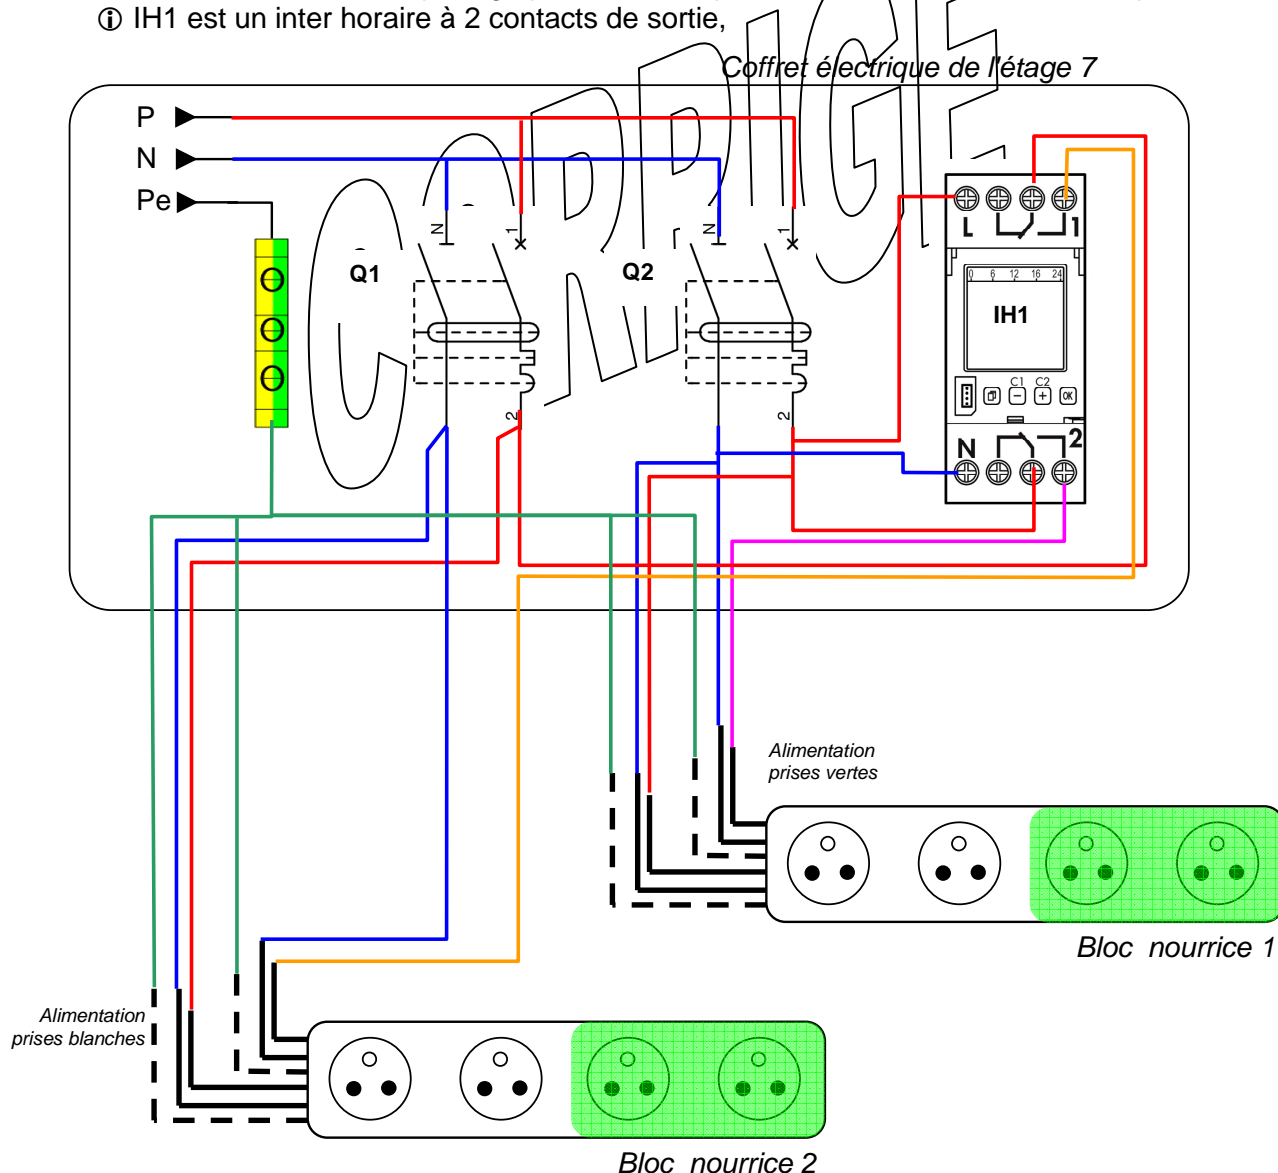 🛈 IH1 est un inter horaire à 2 contacts de sortie,
Coffret électrique de l'étage 7
CORRIGE
P
N
Pe
N
1
Q1
N
1
Q2
L
1
0 6 12 16 24
IH1
C1 C2
OK
2
2
N
2
Alimentation
prises vertes
Bloc nourrice 1
Alimentation
prises blanches
Bloc nourrice 2